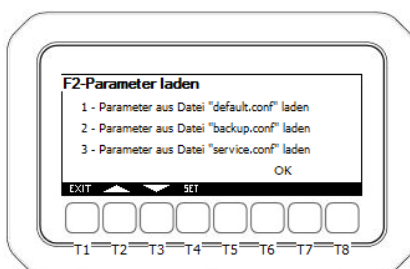 F2-Parameter laden
1 - Parameter aus Datei "default.conf" laden
2 - Parameter aus Datei "backup.conf" laden
3 - Parameter aus Datei "service.conf" laden
OK
EXIT SET
T1 T2 T3 T4 T5 T6 T7 T8